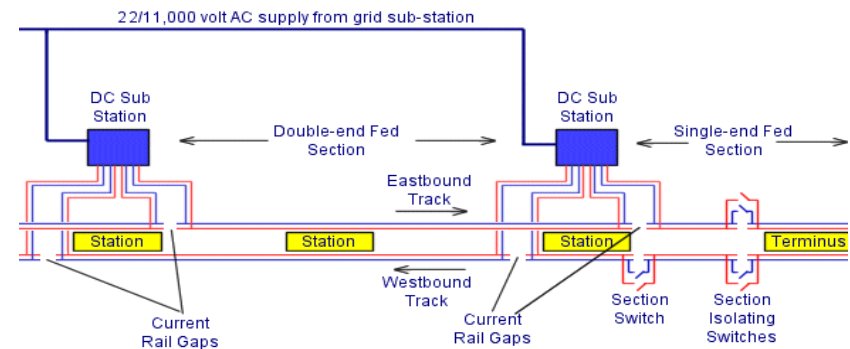 22/11,000 volt AC supply from grid sub-station
DC Sub
Station
Double-end Fed
Section
DC Sub
Station
Single-end Fed
Section
Eastbound
Track
Station
Station
Station
Terminus
Westbound
Track
Current
Rail Gaps
Current
Rail Gaps
Section
Switch
Section
Isolating
Switches